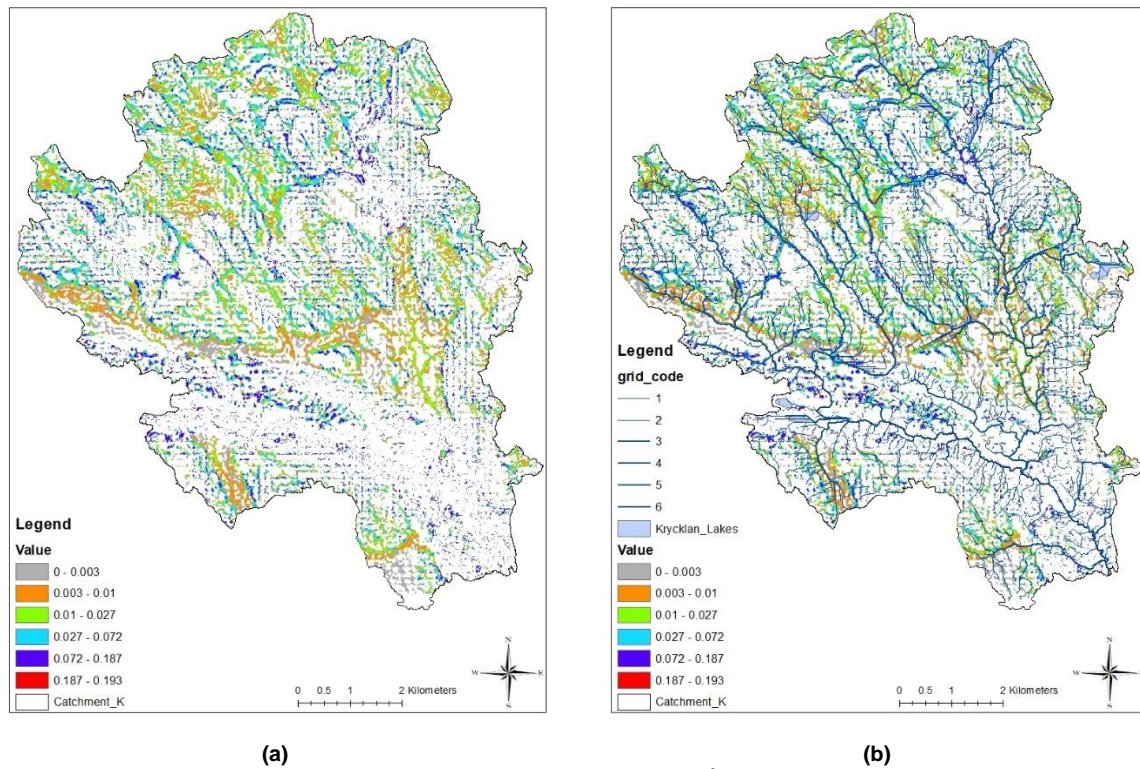 Legend
Value
0 - 0.003
0.003 - 0.01
0.01 - 0.027
0.027 - 0.072
0.072 - 0.187
0.187 - 0.193
Catchment_K
N
W E
S
0 0.5 1 2 Kilometers
(a)
Legend
grid_code
1
2
3
4
5
6
Krycklan_Lakes
Value
0 - 0.003
0.003 - 0.01
0.01 - 0.027
0.027 - 0.072
0.072 - 0.187
0.187 - 0.193
Catchment_K
N
W E
S
0 0.5 1 2 Kilometers
(b)